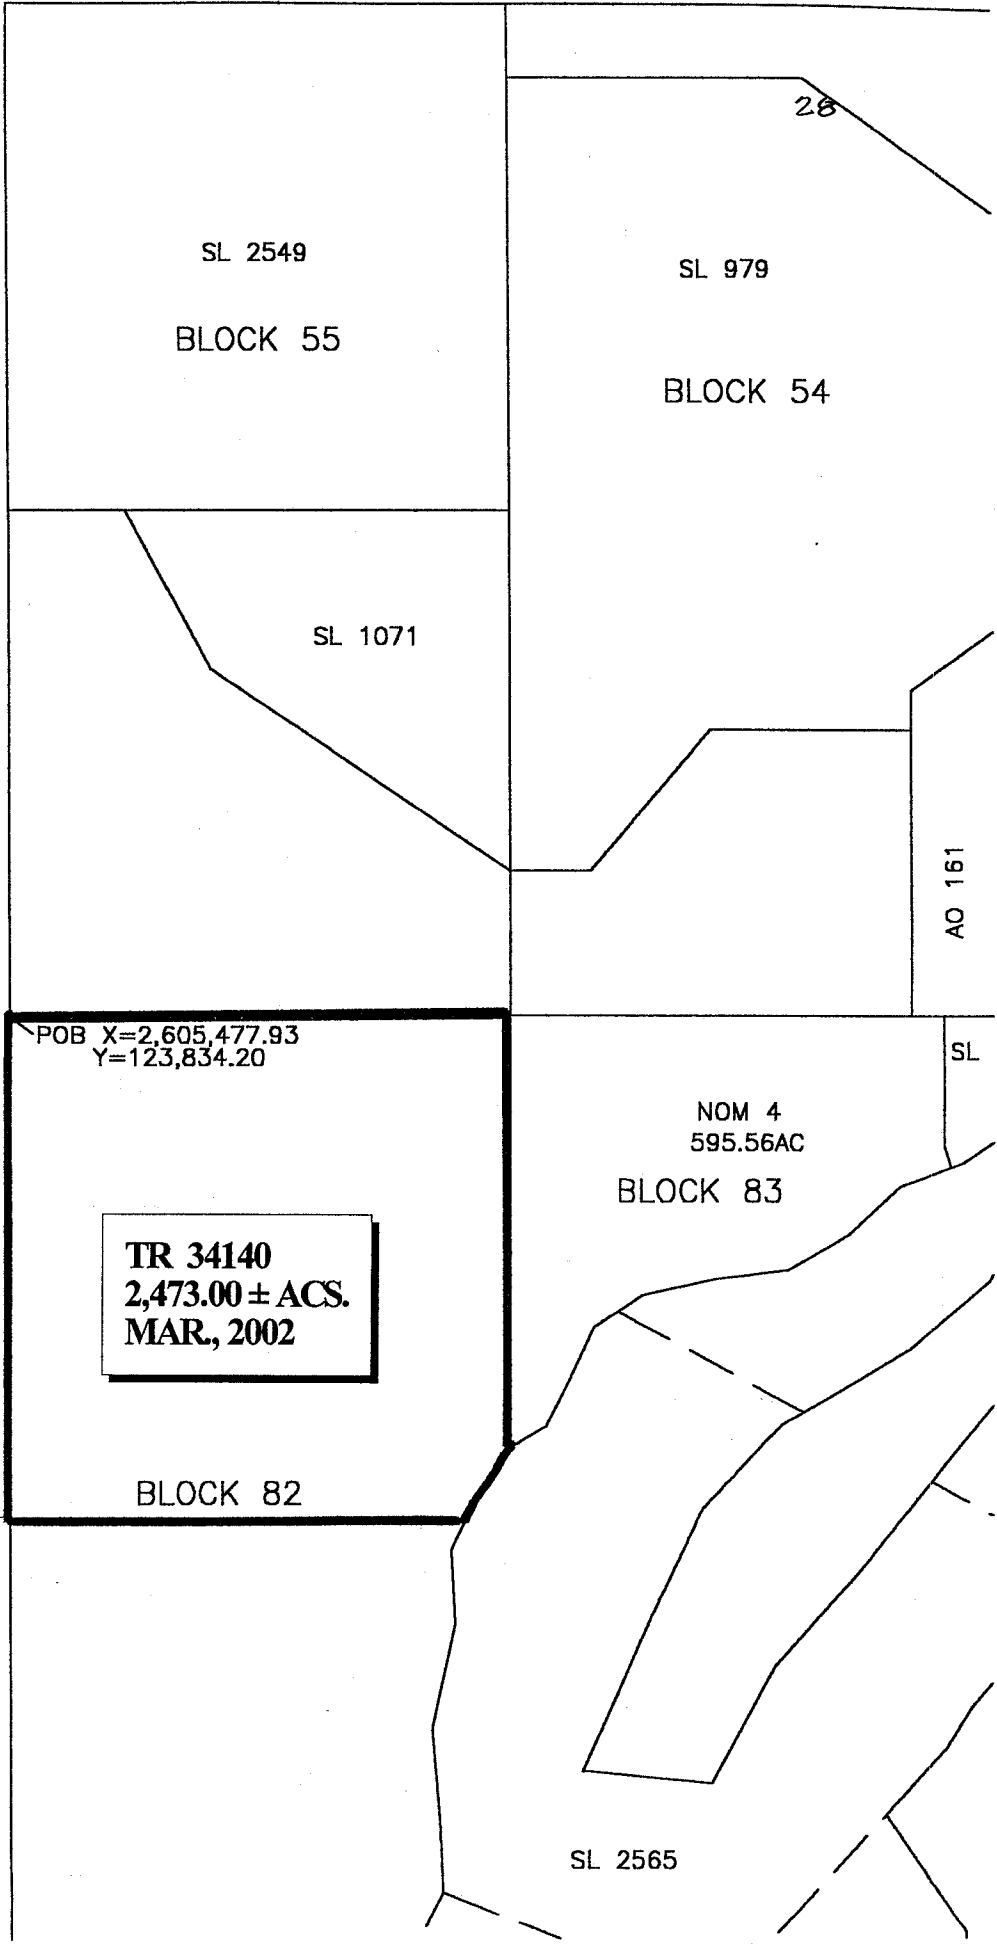 28
SL 2549
SL 979
BLOCK 55
BLOCK 54
SL 1071
AO 161
POB X=2,605,477.93
Y=123,834.20
SL
NOM 4
595.56AC
BLOCK 83
TR 34140
2,473.00 ± ACS.
MAR., 2002
BLOCK 82
SL 2565